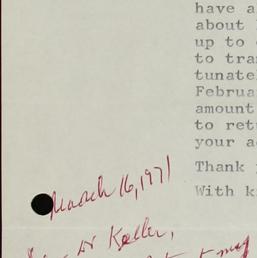 have a
about
up to
to tra
tunate
Februa
amount
to ret
your a
Thank
With k
March 16, 1971
Dear Dr Keller,